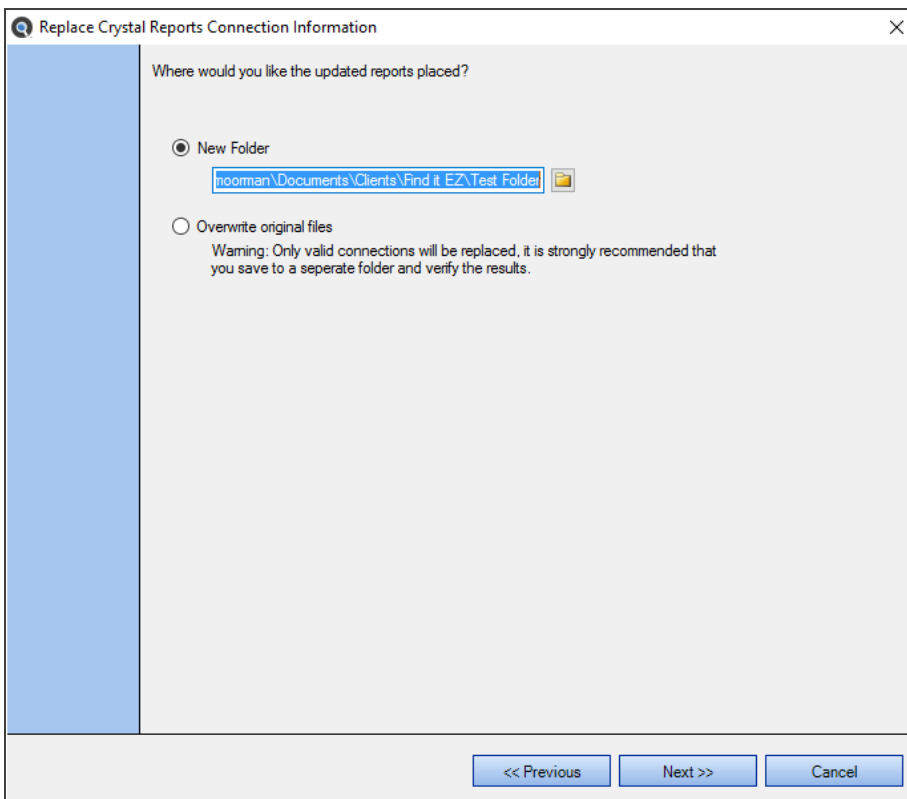 Replace Crystal Reports Connection Information
Where would you like the updated reports placed?
New Folder
noorman\Documents\Clients\Find it EZ\Test Folder
Overwrite original files
Warning: Only valid connections will be replaced, it is strongly recommended that
you save to a seperate folder and verify the results.
<< Previous
Next >>
Cancel